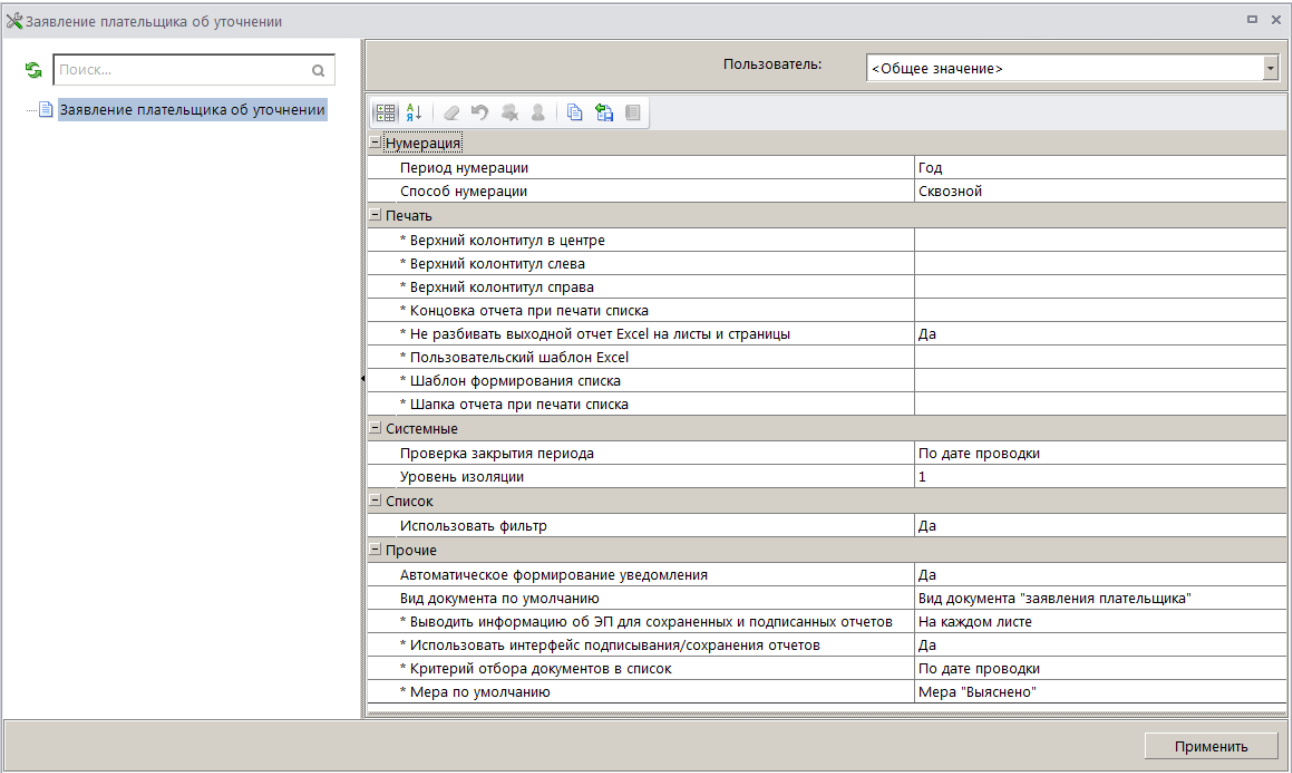 Заявление плательщика об уточнении
Поиск...
Заявление плательщика об уточнении
Пользователь: <Общее значение>
А Я
Нумерация
Период нумерации Год
Способ нумерации Сквозной
Печать
* Верхний колонтитул в центре
* Верхний колонтитул слева
* Верхний колонтитул справа
* Концовка отчета при печати списка
* Не разбивать выходной отчет Excel на листы и страницы Да
* Пользовательский шаблон Excel
* Шаблон формирования списка
* Шапка отчета при печати списка
Системные
Проверка закрытия периода По дате проводки
Уровень изоляции 1
Список
Использовать фильтр Да
Прочие
Автоматическое формирование уведомления Да
Вид документа по умолчанию Вид документа "заявления плательщика"
* Выводить информацию об ЭП для сохраненных и подписанных отчетов На каждом листе
* Использовать интерфейс подписывания/сохранения отчетов Да
* Критерий отбора документов в список По дате проводки
* Мера по умолчанию Мера "Выяснено"
Применить